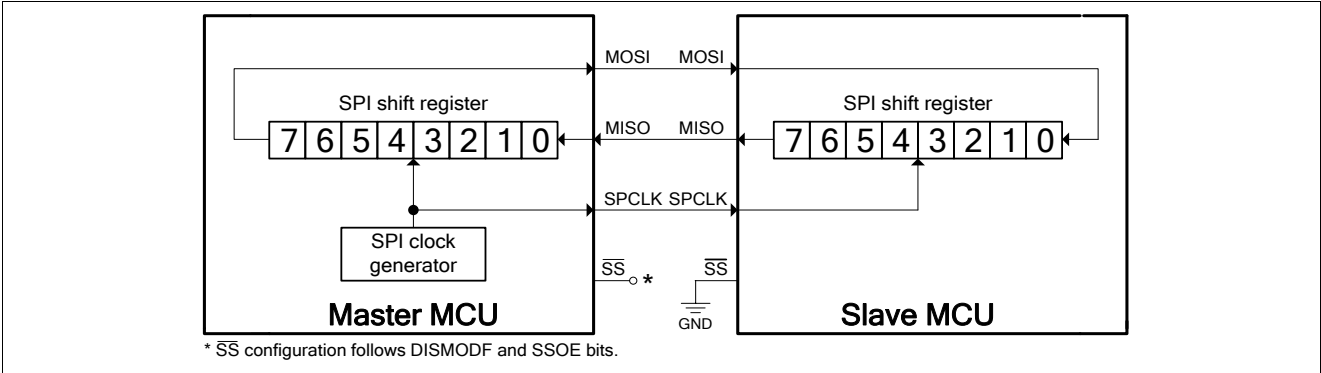 MOSI MOSI
SPI shift register SPI shift register
7 6 5 4 3 2 1 0 MISO MISO 7 6 5 4 3 2 1 0
SPCLK SPCLK
SPI clock
generator
SS * SS
GND
Master MCU Slave MCU
* SS configuration follows DISMODF and SSOE bits.